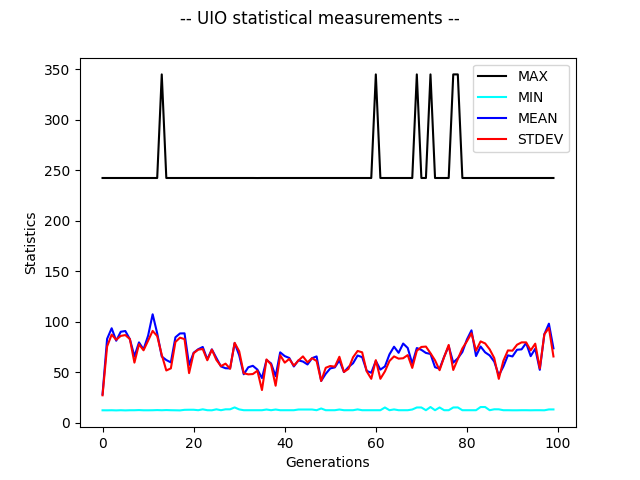 -- UIO statistical measurements --
350
300
250
200
150
100
50
0
Statistics
MAX
MIN
MEAN
STDEV
0 20 40 60 80 100
Generations